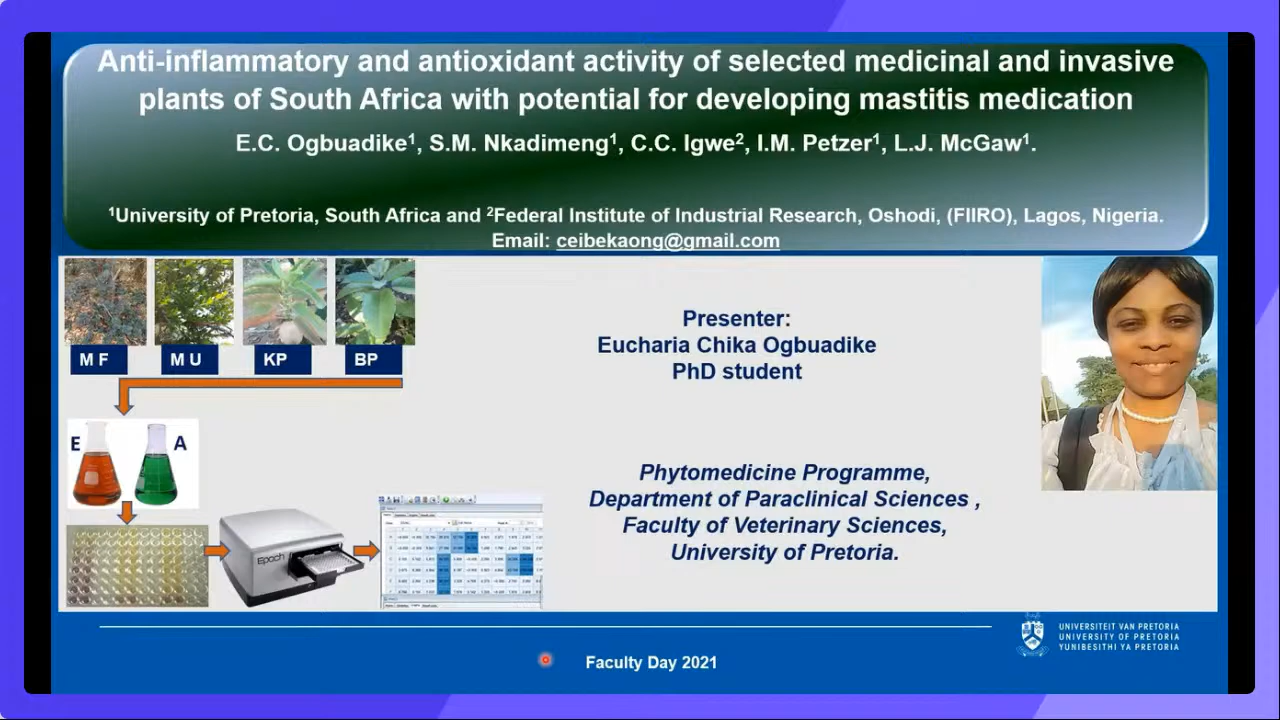 Anti-inflammatory and antioxidant activity of selected medicinal and invasive
plants of South Africa with potential for developing mastitis medication
E.C. Ogbuadike¹, S.M. Nkadimeng¹, C.C. Igwe², I.M. Petzer¹, L.J. McGaw¹.
¹University of Pretoria, South Africa and ²Federal Institute of Industrial Research, Oshodi, (FIIRO), Lagos, Nigeria.
Email: ceibekaong@gmail.com
M F
M U
KP
BP
E
A
Epoch
Presenter:
Eucharia Chika Ogbuadike
PhD student
Phytomedicine Programme,
Department of Paraclinical Sciences ,
Faculty of Veterinary Sciences,
University of Pretoria.
UNIVERSITEIT VAN PRETORIA
UNIVERSITY OF PRETORIA
YUNIBESITHI YA PRETORIA
Faculty Day 2021